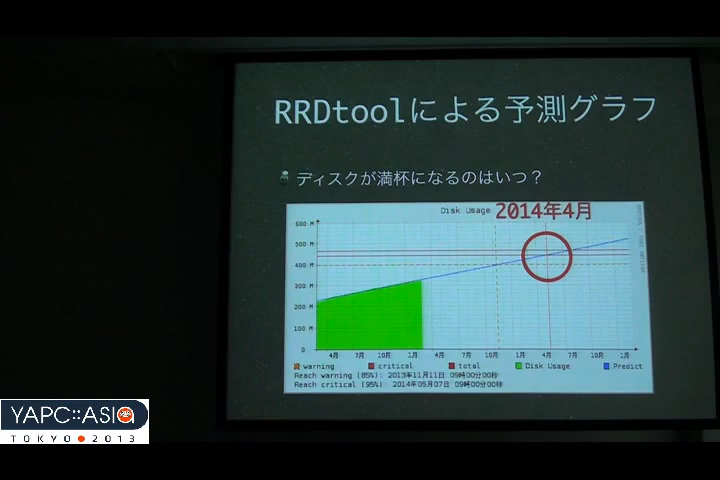 RRDtoolによる予測グラフ
ディスクが満杯になるのはいつ?
Disk Usage
2014年4月
600 M
500 M
400 M
300 M
200 M
100 M
0
4月 7月 10月 1月 4月 7月 10月 1月 4月 7月 10月 1月
warning critical total Disk Usage Predict
Reach warning (85%): 2013年11月11日 09時00分00秒
Reach critical (95%): 2014年05月07日 09時00分00秒
YAPC::ASIA
TOKYO 2013